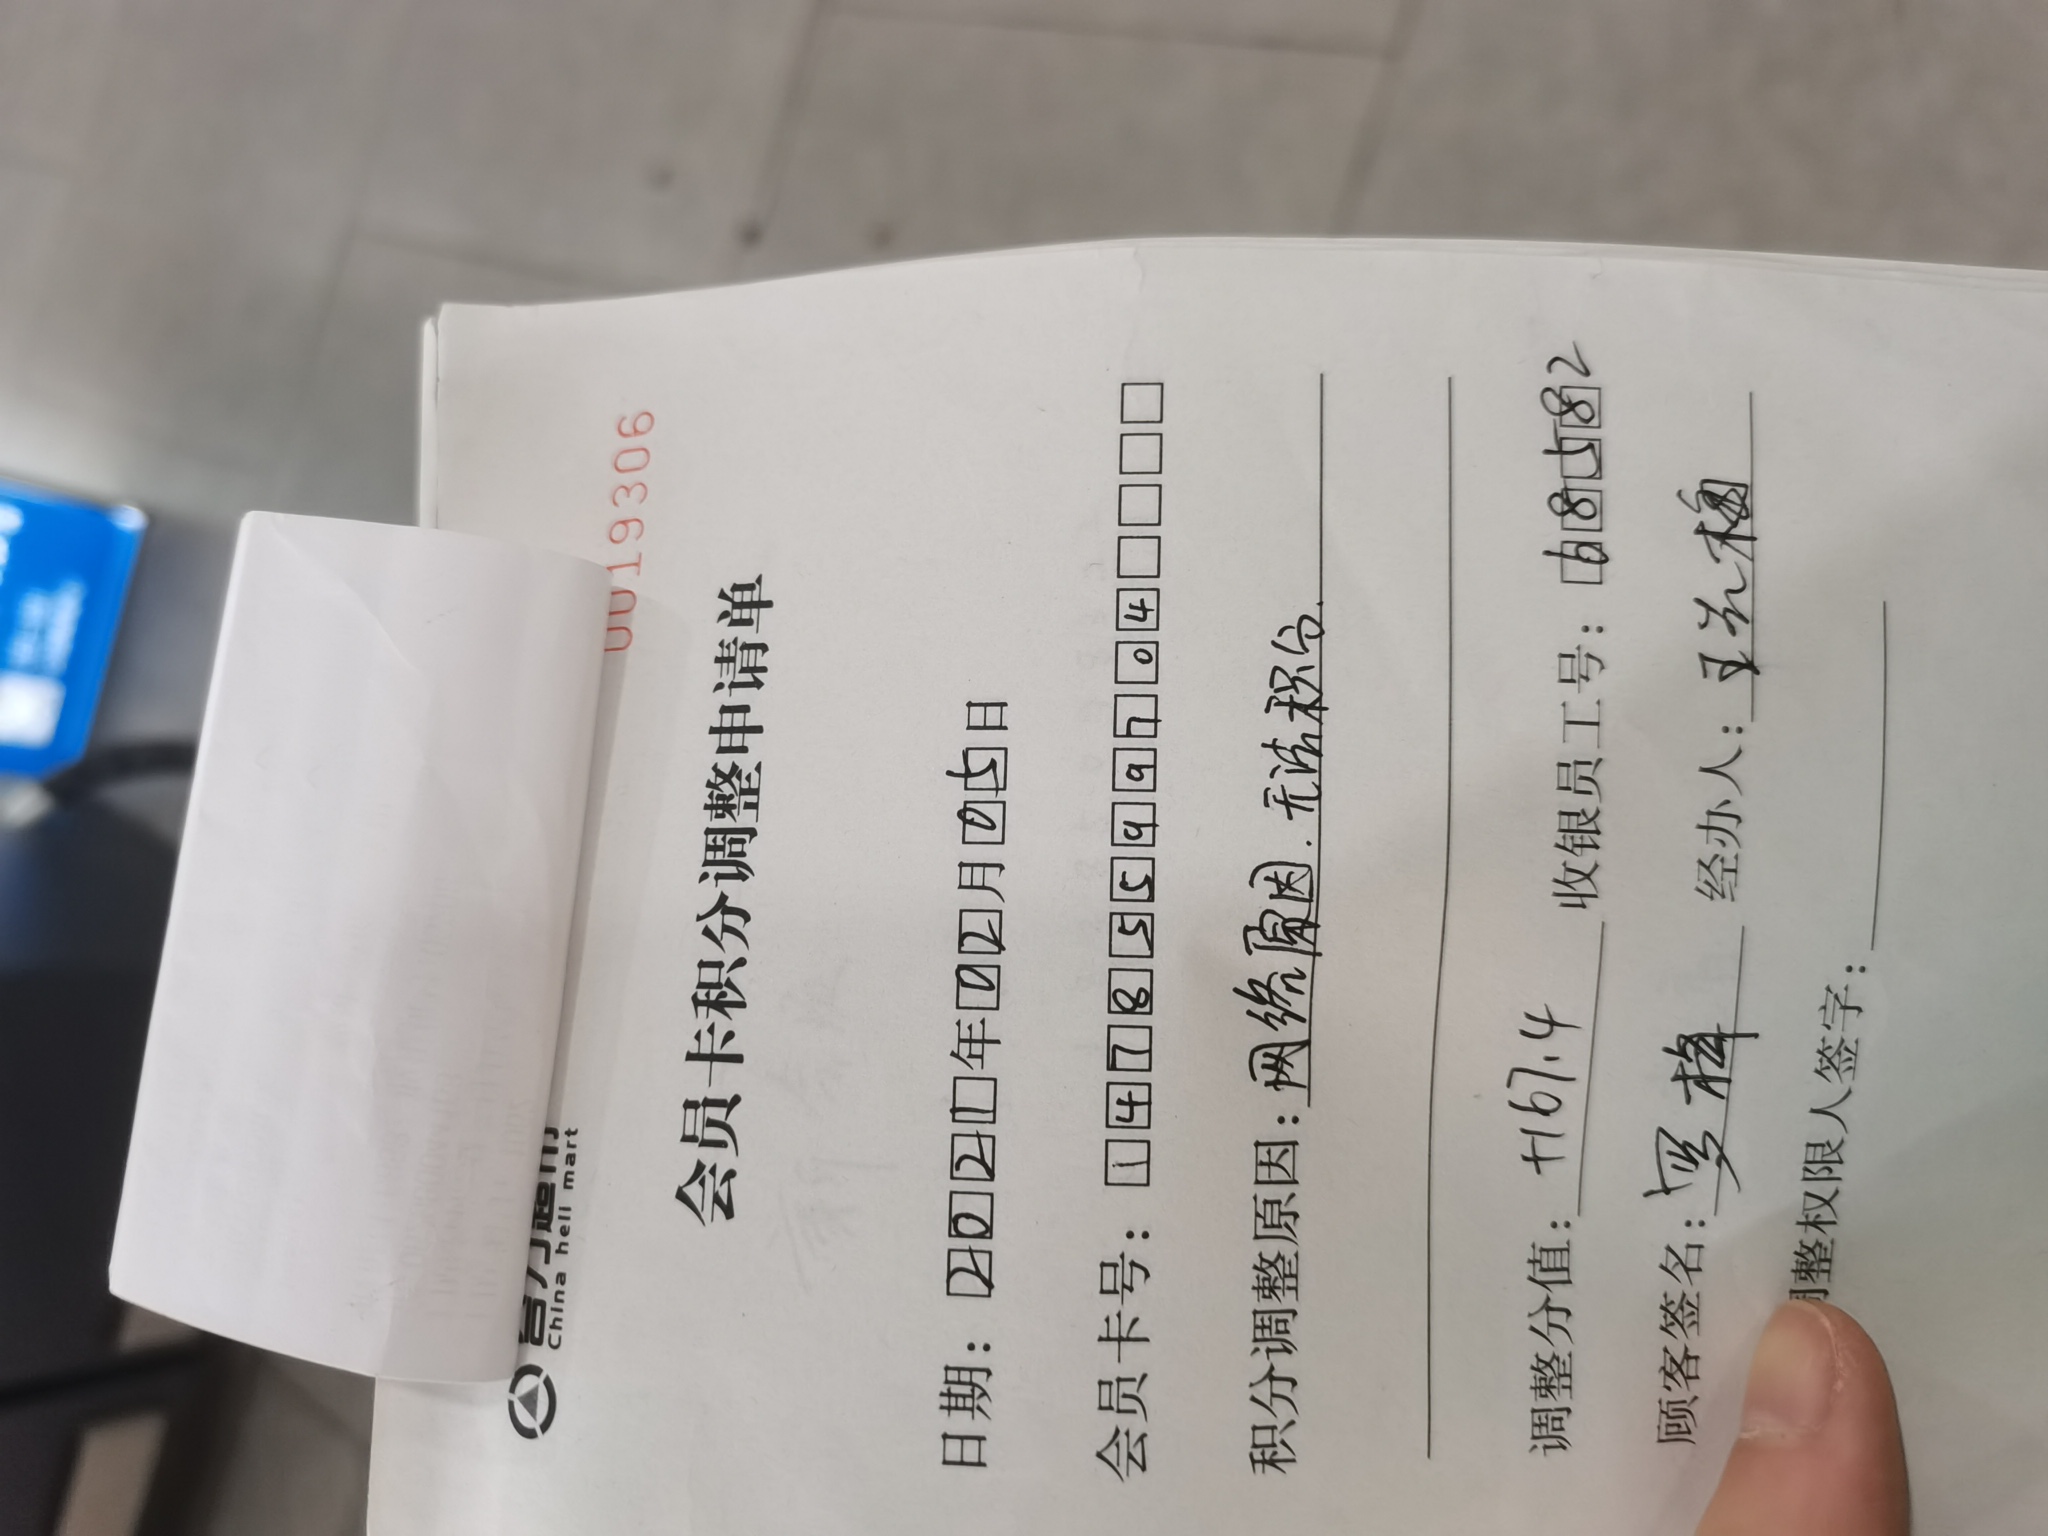 China hell mart
0019306
会员卡积分调整申请单
日期：2021年02月05日
会员卡号：14785599704
积分调整原因：网络原因.无法积分.
调整分值：+167.4 收银员工号：68582
顾客签名： 经办人：
调整权限人签字：